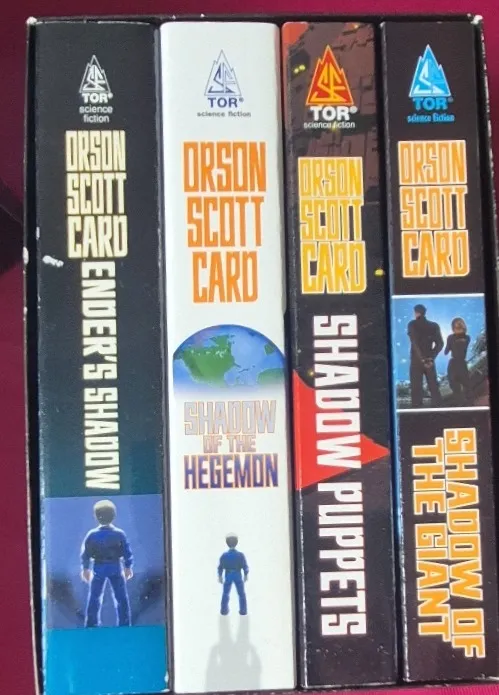 TOR®
science
fiction
ORSON
SCOTT
CARD
ENDER'S SHADOW
TOR®
science fiction
ORSON
SCOTT
CARD
SHADOW
OF THE
HEGEMON
TOR®
science fiction
ORSON
SCOTT
CARD
SHADOW PUPPETS
TOR®
science fiction
ORSON
SCOTT
CARD
SHADOW OF
THE GIANT